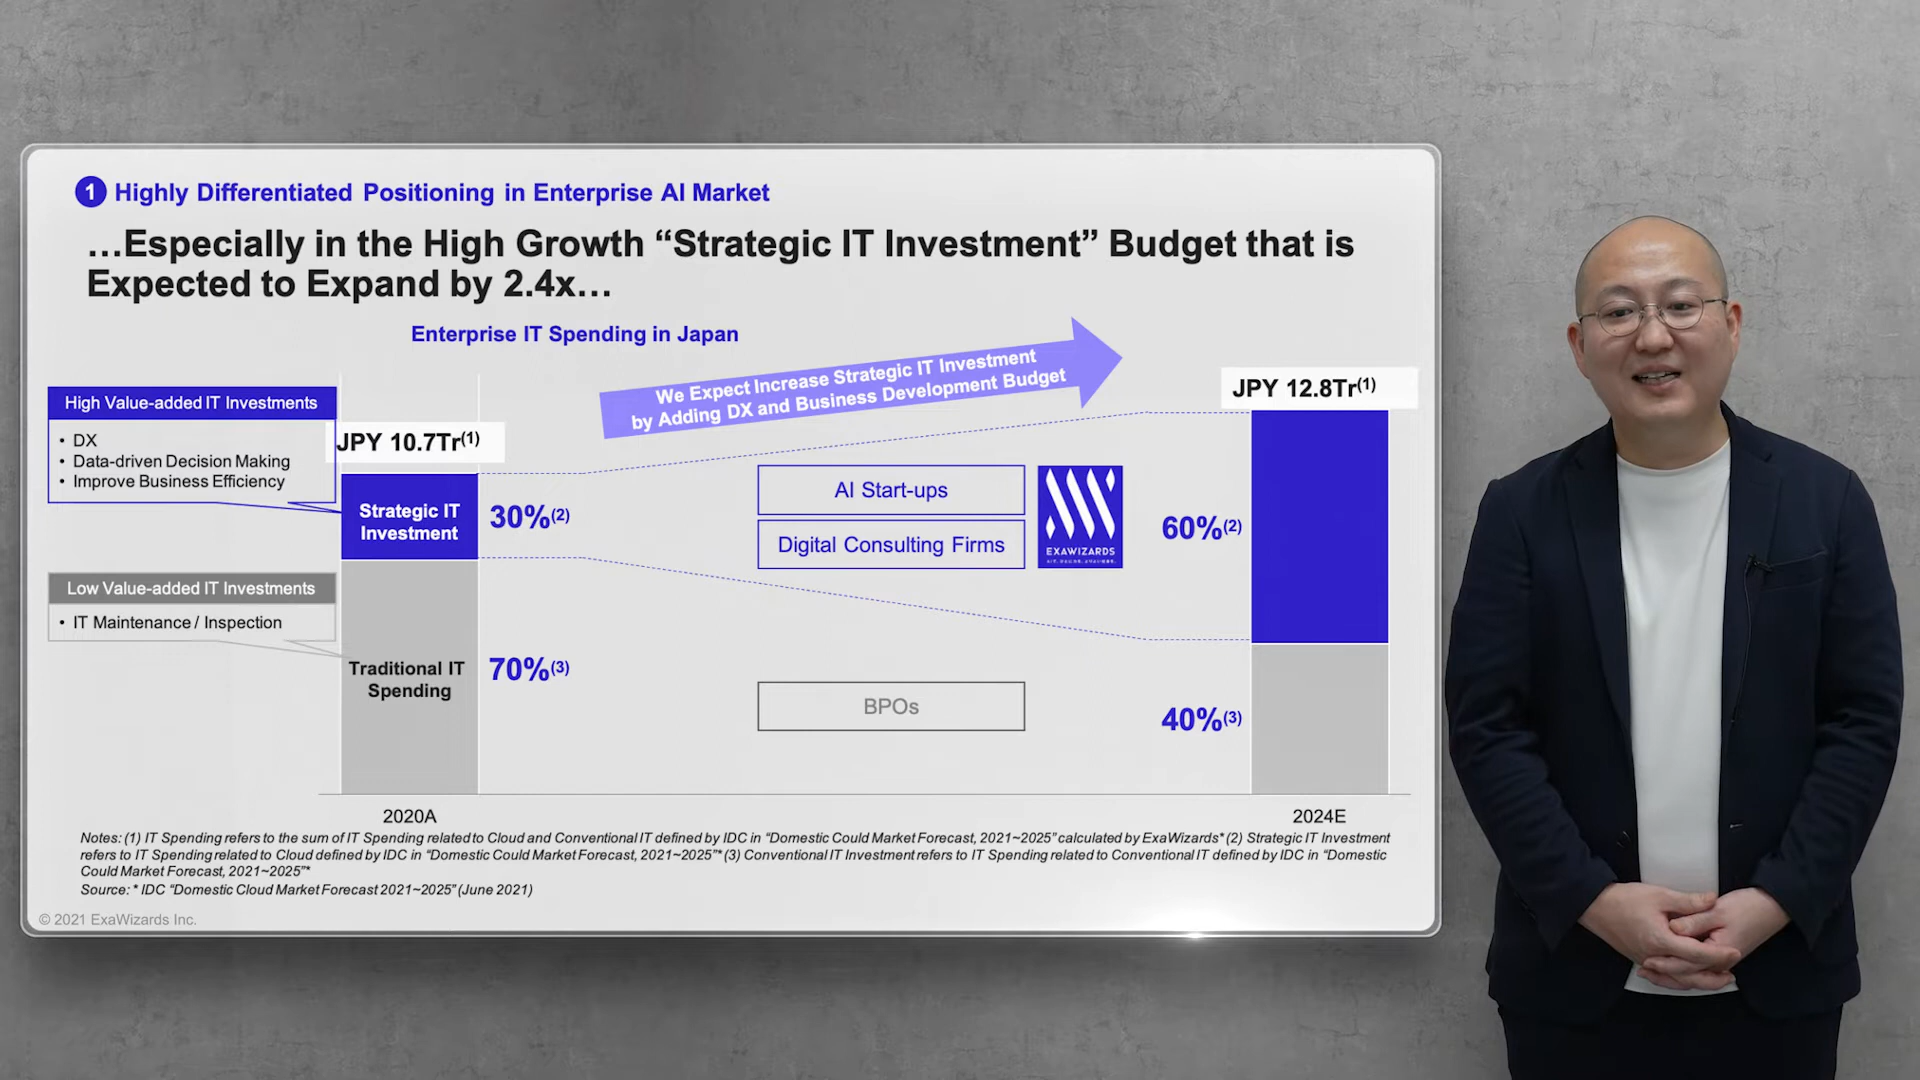 1 Highly Differentiated Positioning in Enterprise AI Market
…Especially in the High Growth “Strategic IT Investment” Budget that is
Expected to Expand by 2.4x…
Enterprise IT Spending in Japan
We Expect Increase Strategic IT Investment
by Adding DX and Business Development Budget
High Value-added IT Investments
• DX
• Data-driven Decision Making
• Improve Business Efficiency
JPY 10.7Tr(1)
JPY 12.8Tr(1)
Strategic IT
Investment
30%(2)
AI Start-ups
Digital Consulting Firms
EXAWIZARDS
60%(2)
Low Value-added IT Investments
• IT Maintenance / Inspection
Traditional IT
Spending
70%(3)
BPOs
40%(3)
2020A
2024E
Notes: (1) IT Spending refers to the sum of IT Spending related to Cloud and Conventional IT defined by IDC in “Domestic Could Market Forecast, 2021~2025” calculated by ExaWizards* (2) Strategic IT Investment
refers to IT Spending related to Cloud defined by IDC in “Domestic Could Market Forecast, 2021~2025”* (3) Conventional IT Investment refers to IT Spending related to Conventional IT defined by IDC in “Domestic
Could Market Forecast, 2021~2025”*
Source: * IDC “Domestic Cloud Market Forecast 2021~2025” (June 2021)
© 2021 ExaWizards Inc.